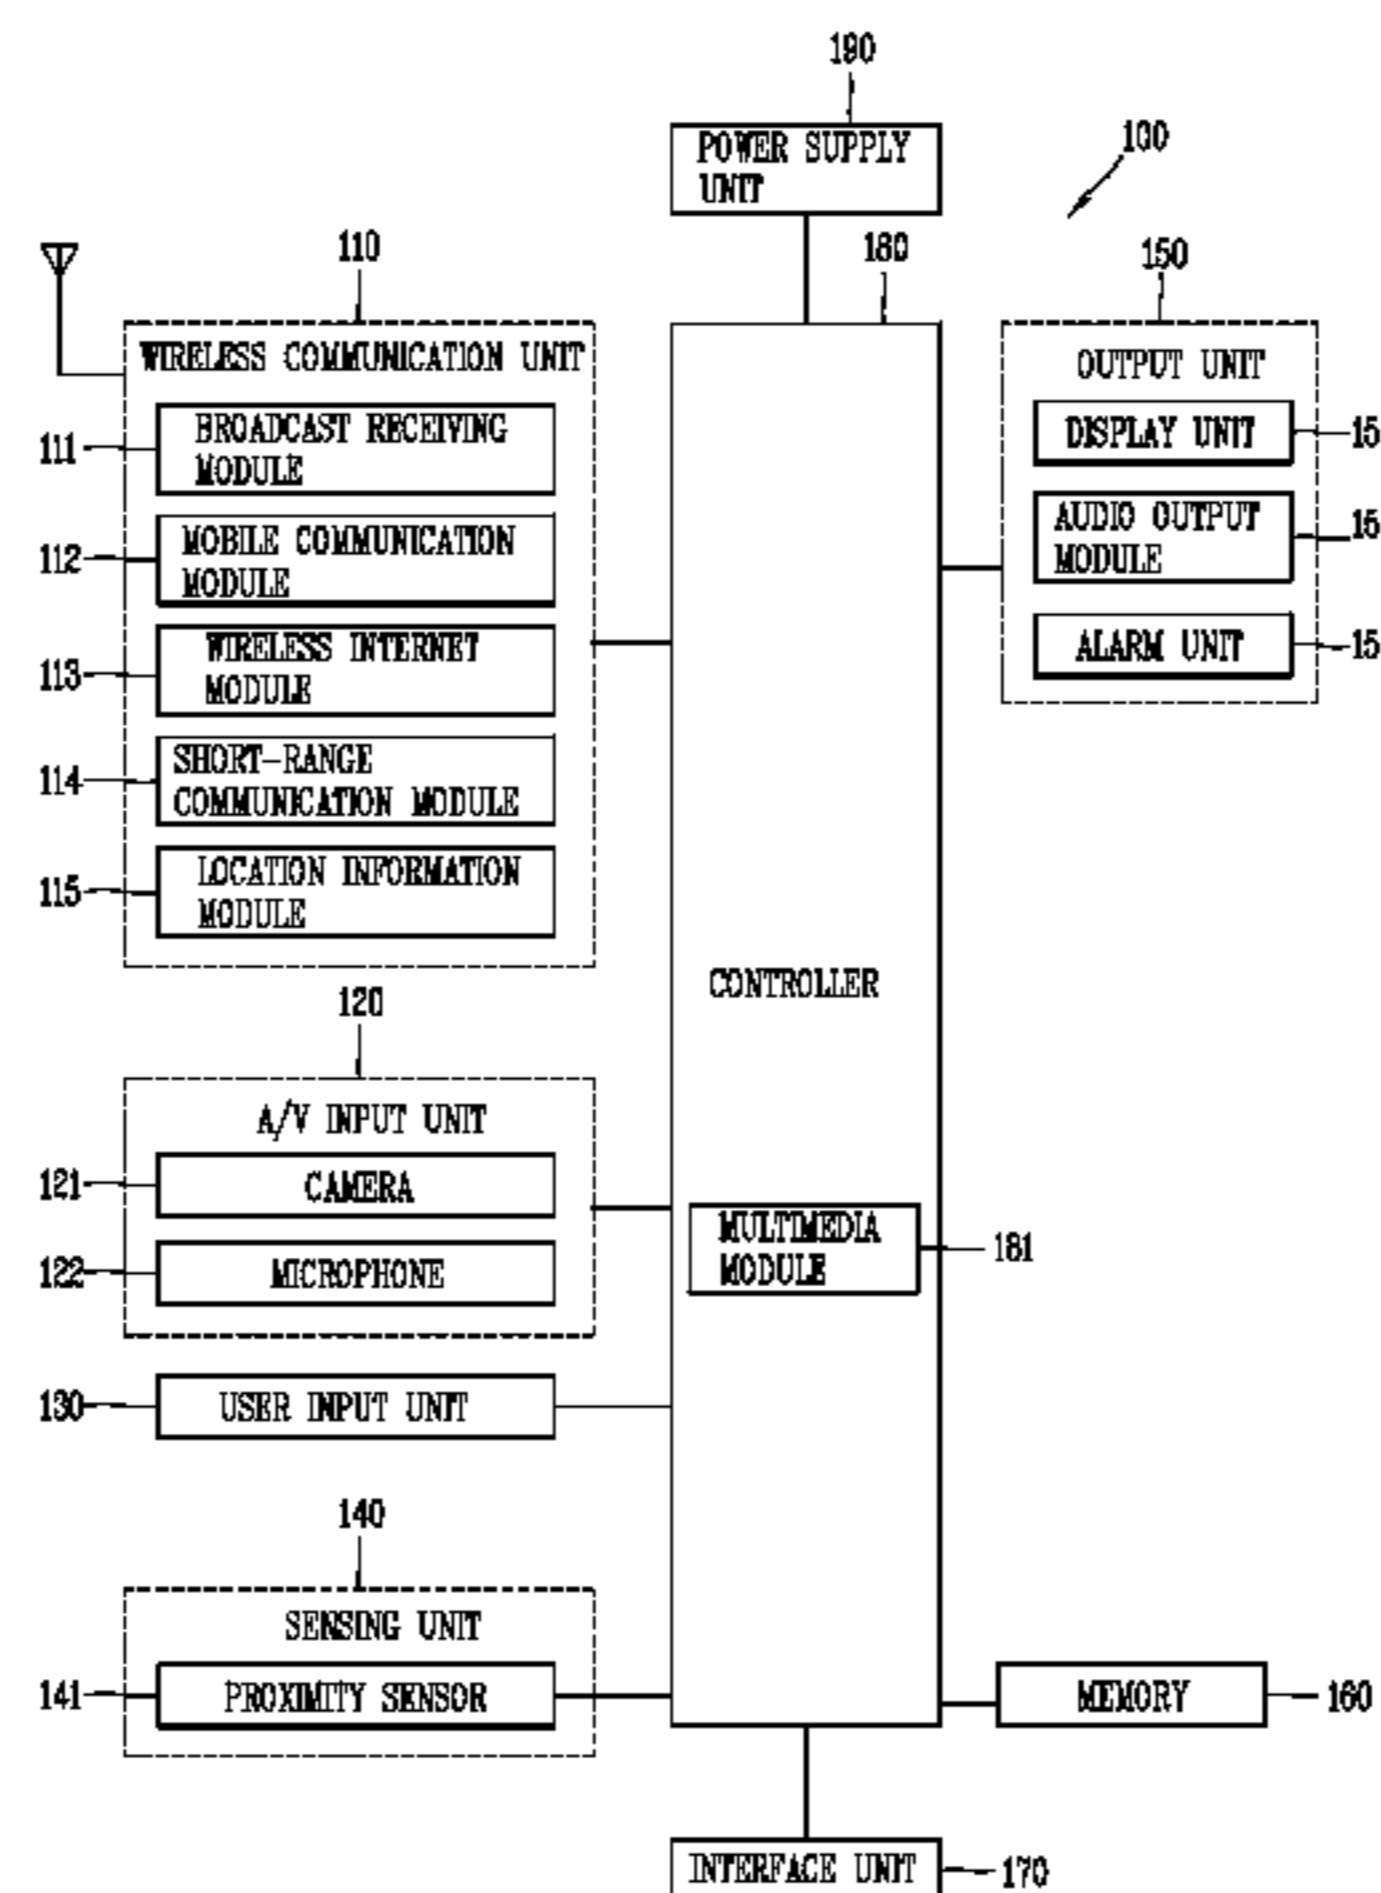 190
POWER SUPPLY
UNIT
100
110
180
150
WIRELESS COMMUNICATION UNIT
OUTPUT UNIT
111
BROADCAST RECEIVING
MODULE
DISPLAY UNIT
15
112
MOBILE COMMUNICATION
MODULE
AUDIO OUTPUT
MODULE
15
113
WIRELESS INTERNET
MODULE
ALARM UNIT
15
114
SHORT-RANGE
COMMUNICATION MODULE
115
LOCATION INFORMATION
MODULE
CONTROLLER
120
A/V INPUT UNIT
121
CAMERA
122
MICROPHONE
MULTIMEDIA
MODULE
181
130
USER INPUT UNIT
140
SENSING UNIT
141
PROXIMITY SENSOR
MEMORY
160
INTERFACE UNIT
170